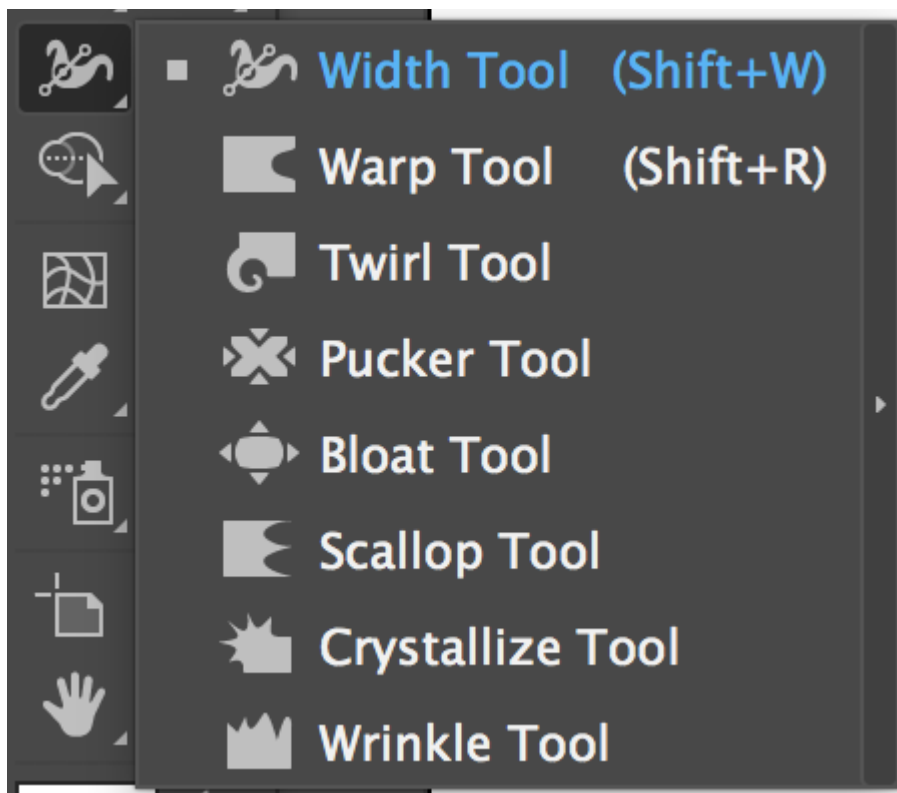 Width Tool (Shift+W)
Warp Tool (Shift+R)
Twirl Tool
Pucker Tool
Bloat Tool
Scallop Tool
Crystallize Tool
Wrinkle Tool